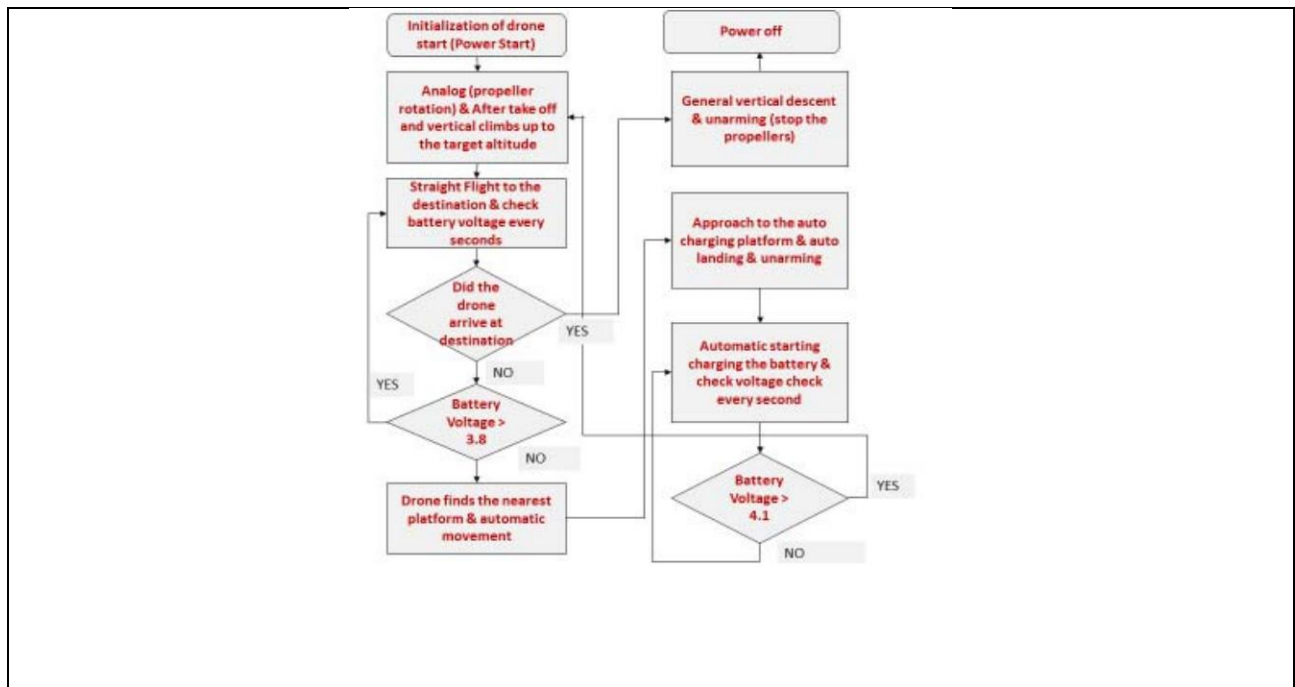 Initialization of drone
start (Power Start)
Analog (propeller
rotation) & After take off
and vertical climbs up to
the target altitude
Straight Flight to the
destination & check
battery voltage every
seconds
Did the
drone
arrive at
destination
YES
NO
YES
Battery
Voltage >
3.8
NO
Drone finds the nearest
platform & automatic
movement
Power off
General vertical descent
& unarming (stop the
propellers)
Approach to the auto
charging platform & auto
landing & unarming
Automatic starting
charging the battery &
check voltage check
every second
Battery
Voltage >
4.1
YES
NO